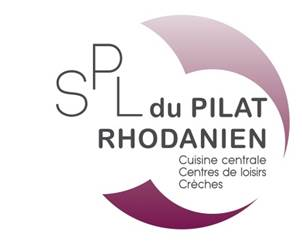 SPL du PILAT
RHODANIEN
Cuisine centrale
Centres de loisirs
Crèches